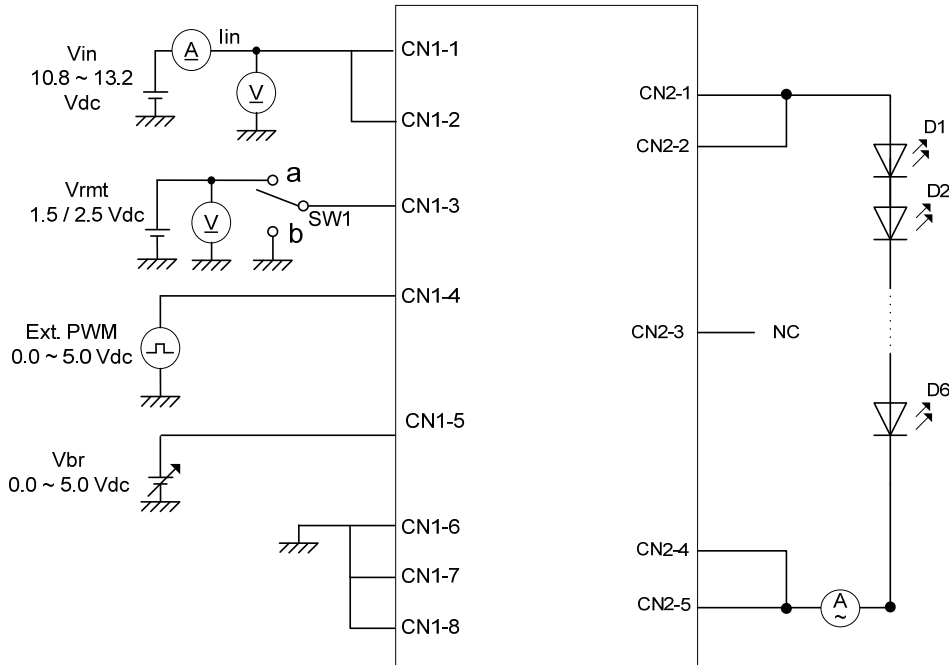 Vin
10.8 ~ 13.2
Vdc
A
Iin
V
CN1-1
CN1-2
Vrmt
1.5 / 2.5 Vdc
V
a
SW1
b
CN1-3
Ext. PWM
0.0 ~ 5.0 Vdc
CN1-4
Vbr
0.0 ~ 5.0 Vdc
CN1-5
CN1-6
CN1-7
CN1-8
CN2-1
CN2-2
D1
D2
CN2-3
NC
D6
CN2-4
CN2-5
A
~